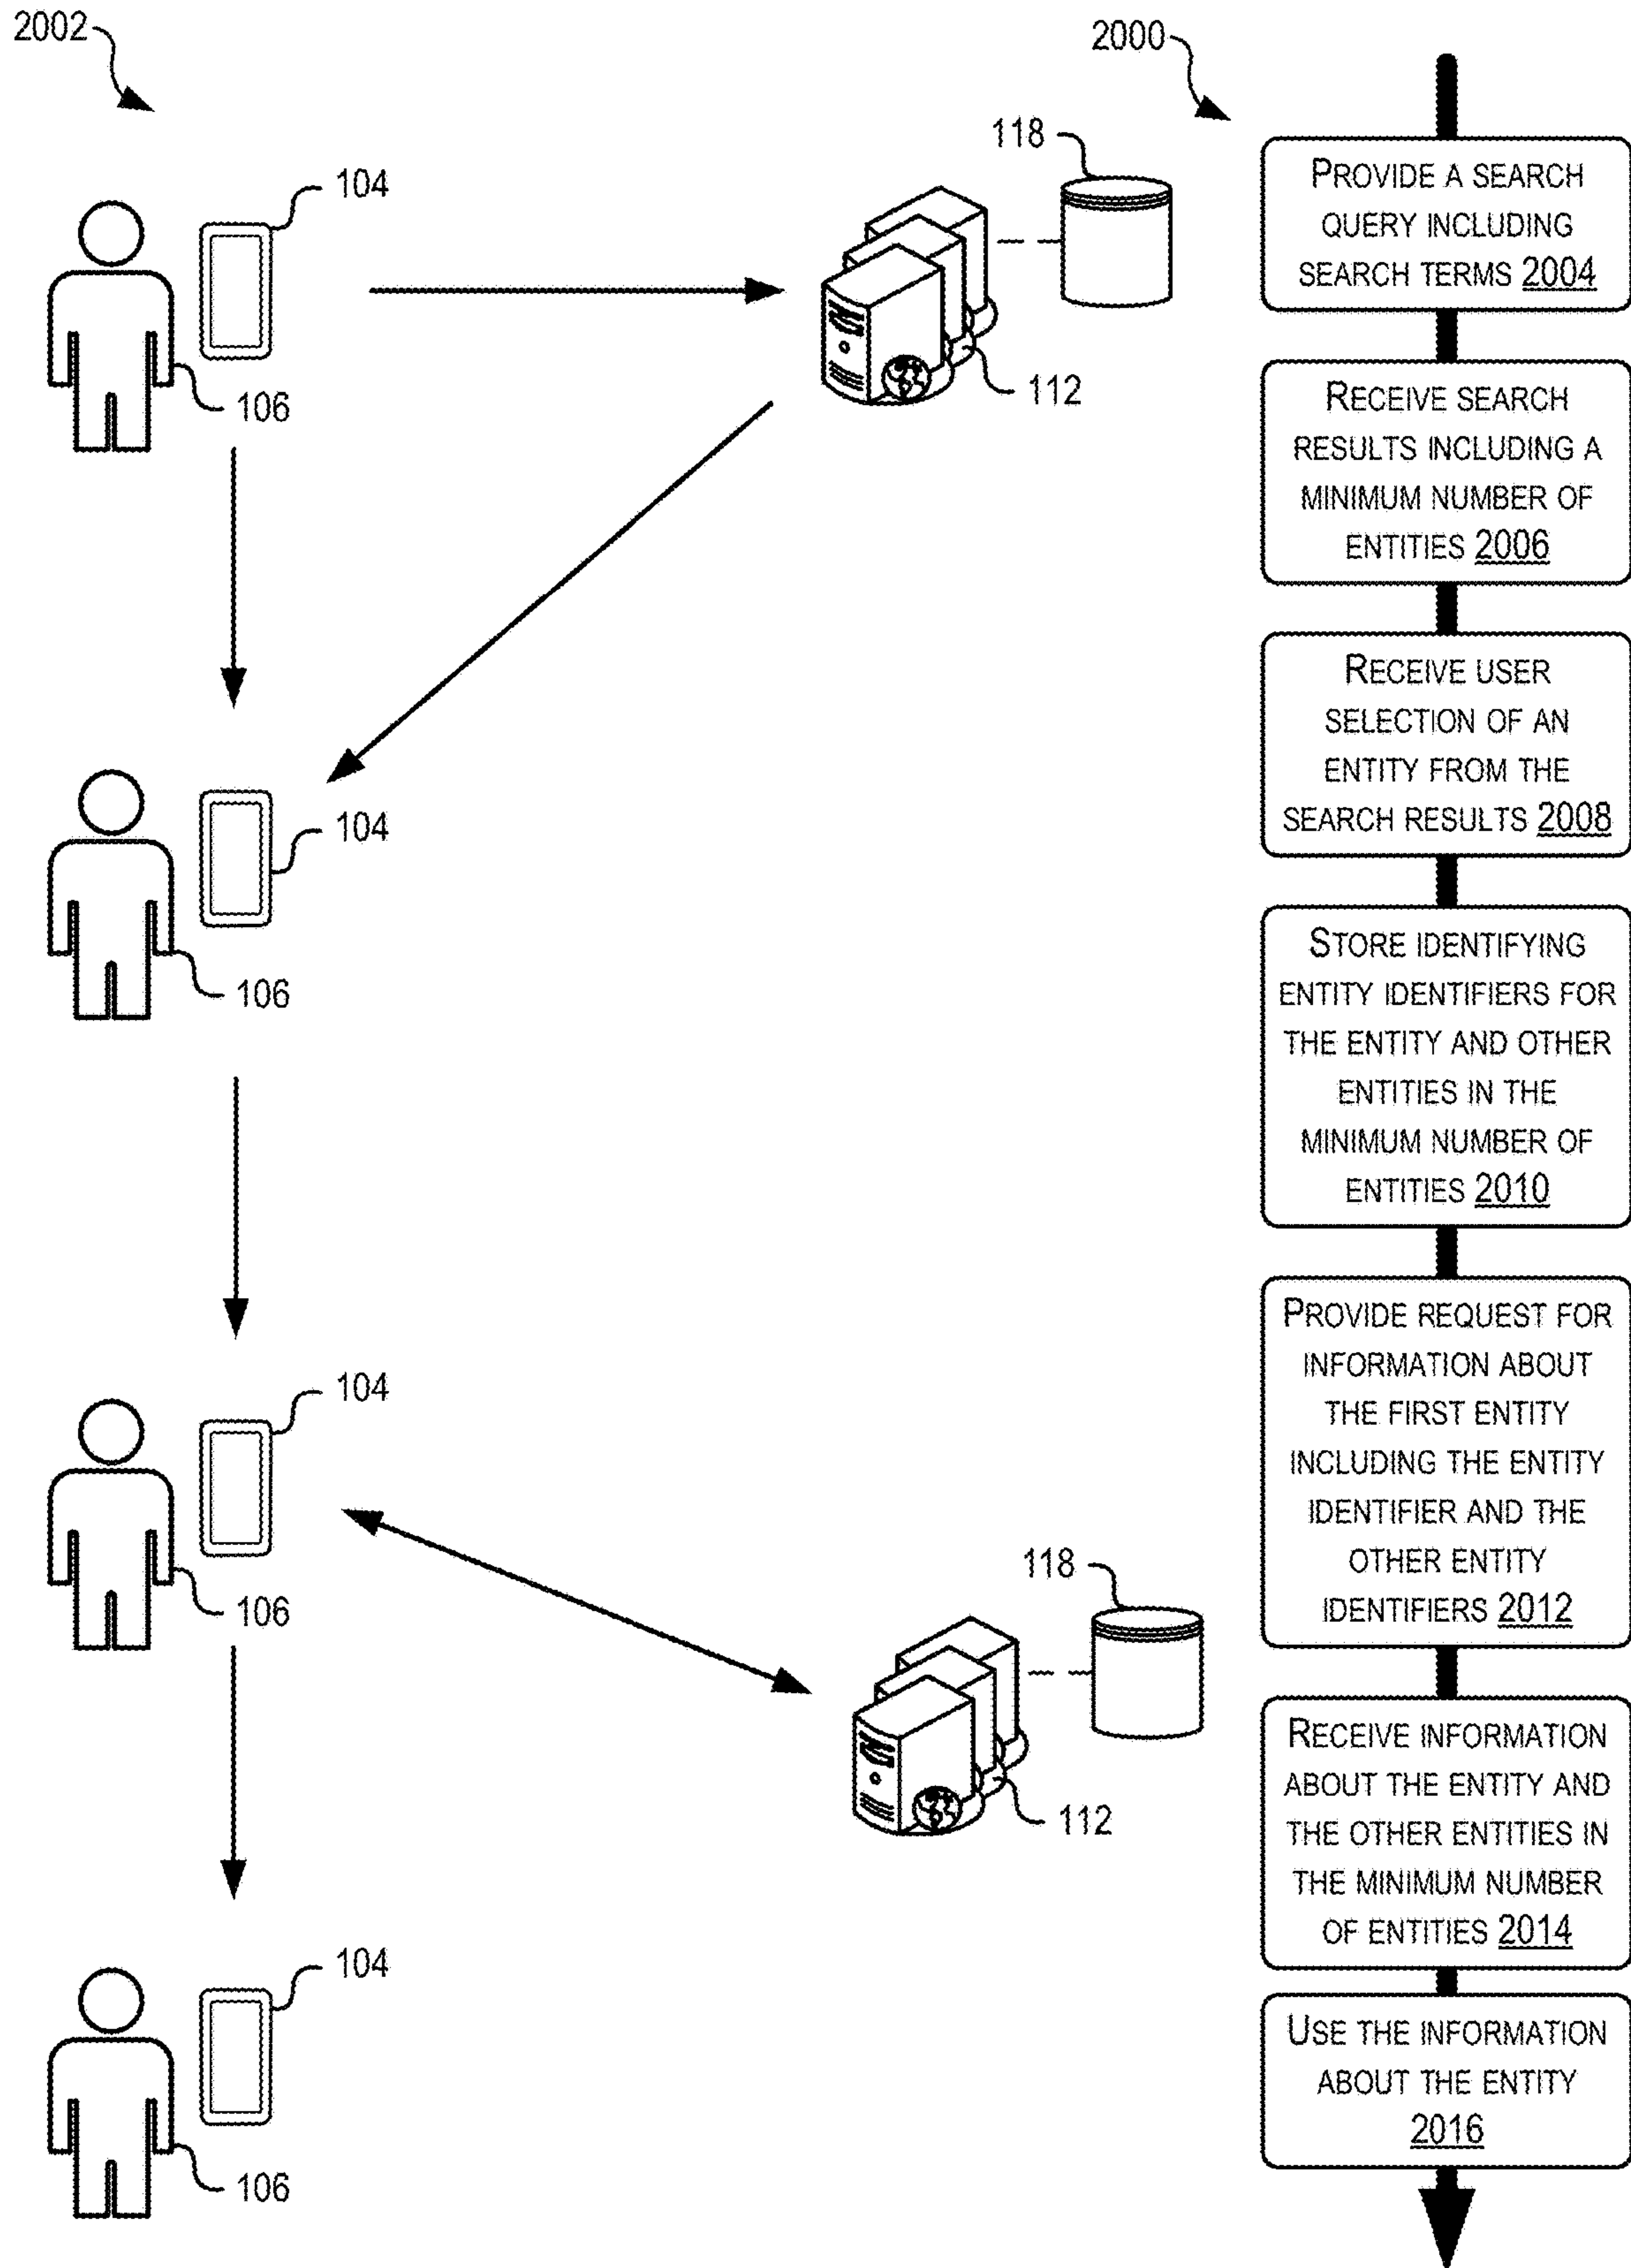 2002
2000
118
104
112
106
104
106
104
118
106
112
104
106
PROVIDE A SEARCH
QUERY INCLUDING
SEARCH TERMS 2004
RECEIVE SEARCH
RESULTS INCLUDING A
MINIMUM NUMBER OF
ENTITIES 2006
RECEIVE USER
SELECTION OF AN
ENTITY FROM THE
SEARCH RESULTS 2008
STORE IDENTIFYING
ENTITY IDENTIFIERS FOR
THE ENTITY AND OTHER
ENTITIES IN THE
MINIMUM NUMBER OF
ENTITIES 2010
PROVIDE REQUEST FOR
INFORMATION ABOUT
THE FIRST ENTITY
INCLUDING THE ENTITY
IDENTIFIER AND THE
OTHER ENTITY
IDENTIFIERS 2012
RECEIVE INFORMATION
ABOUT THE ENTITY AND
THE OTHER ENTITIES IN
THE MINIMUM NUMBER
OF ENTITIES 2014
USE THE INFORMATION
ABOUT THE ENTITY
2016